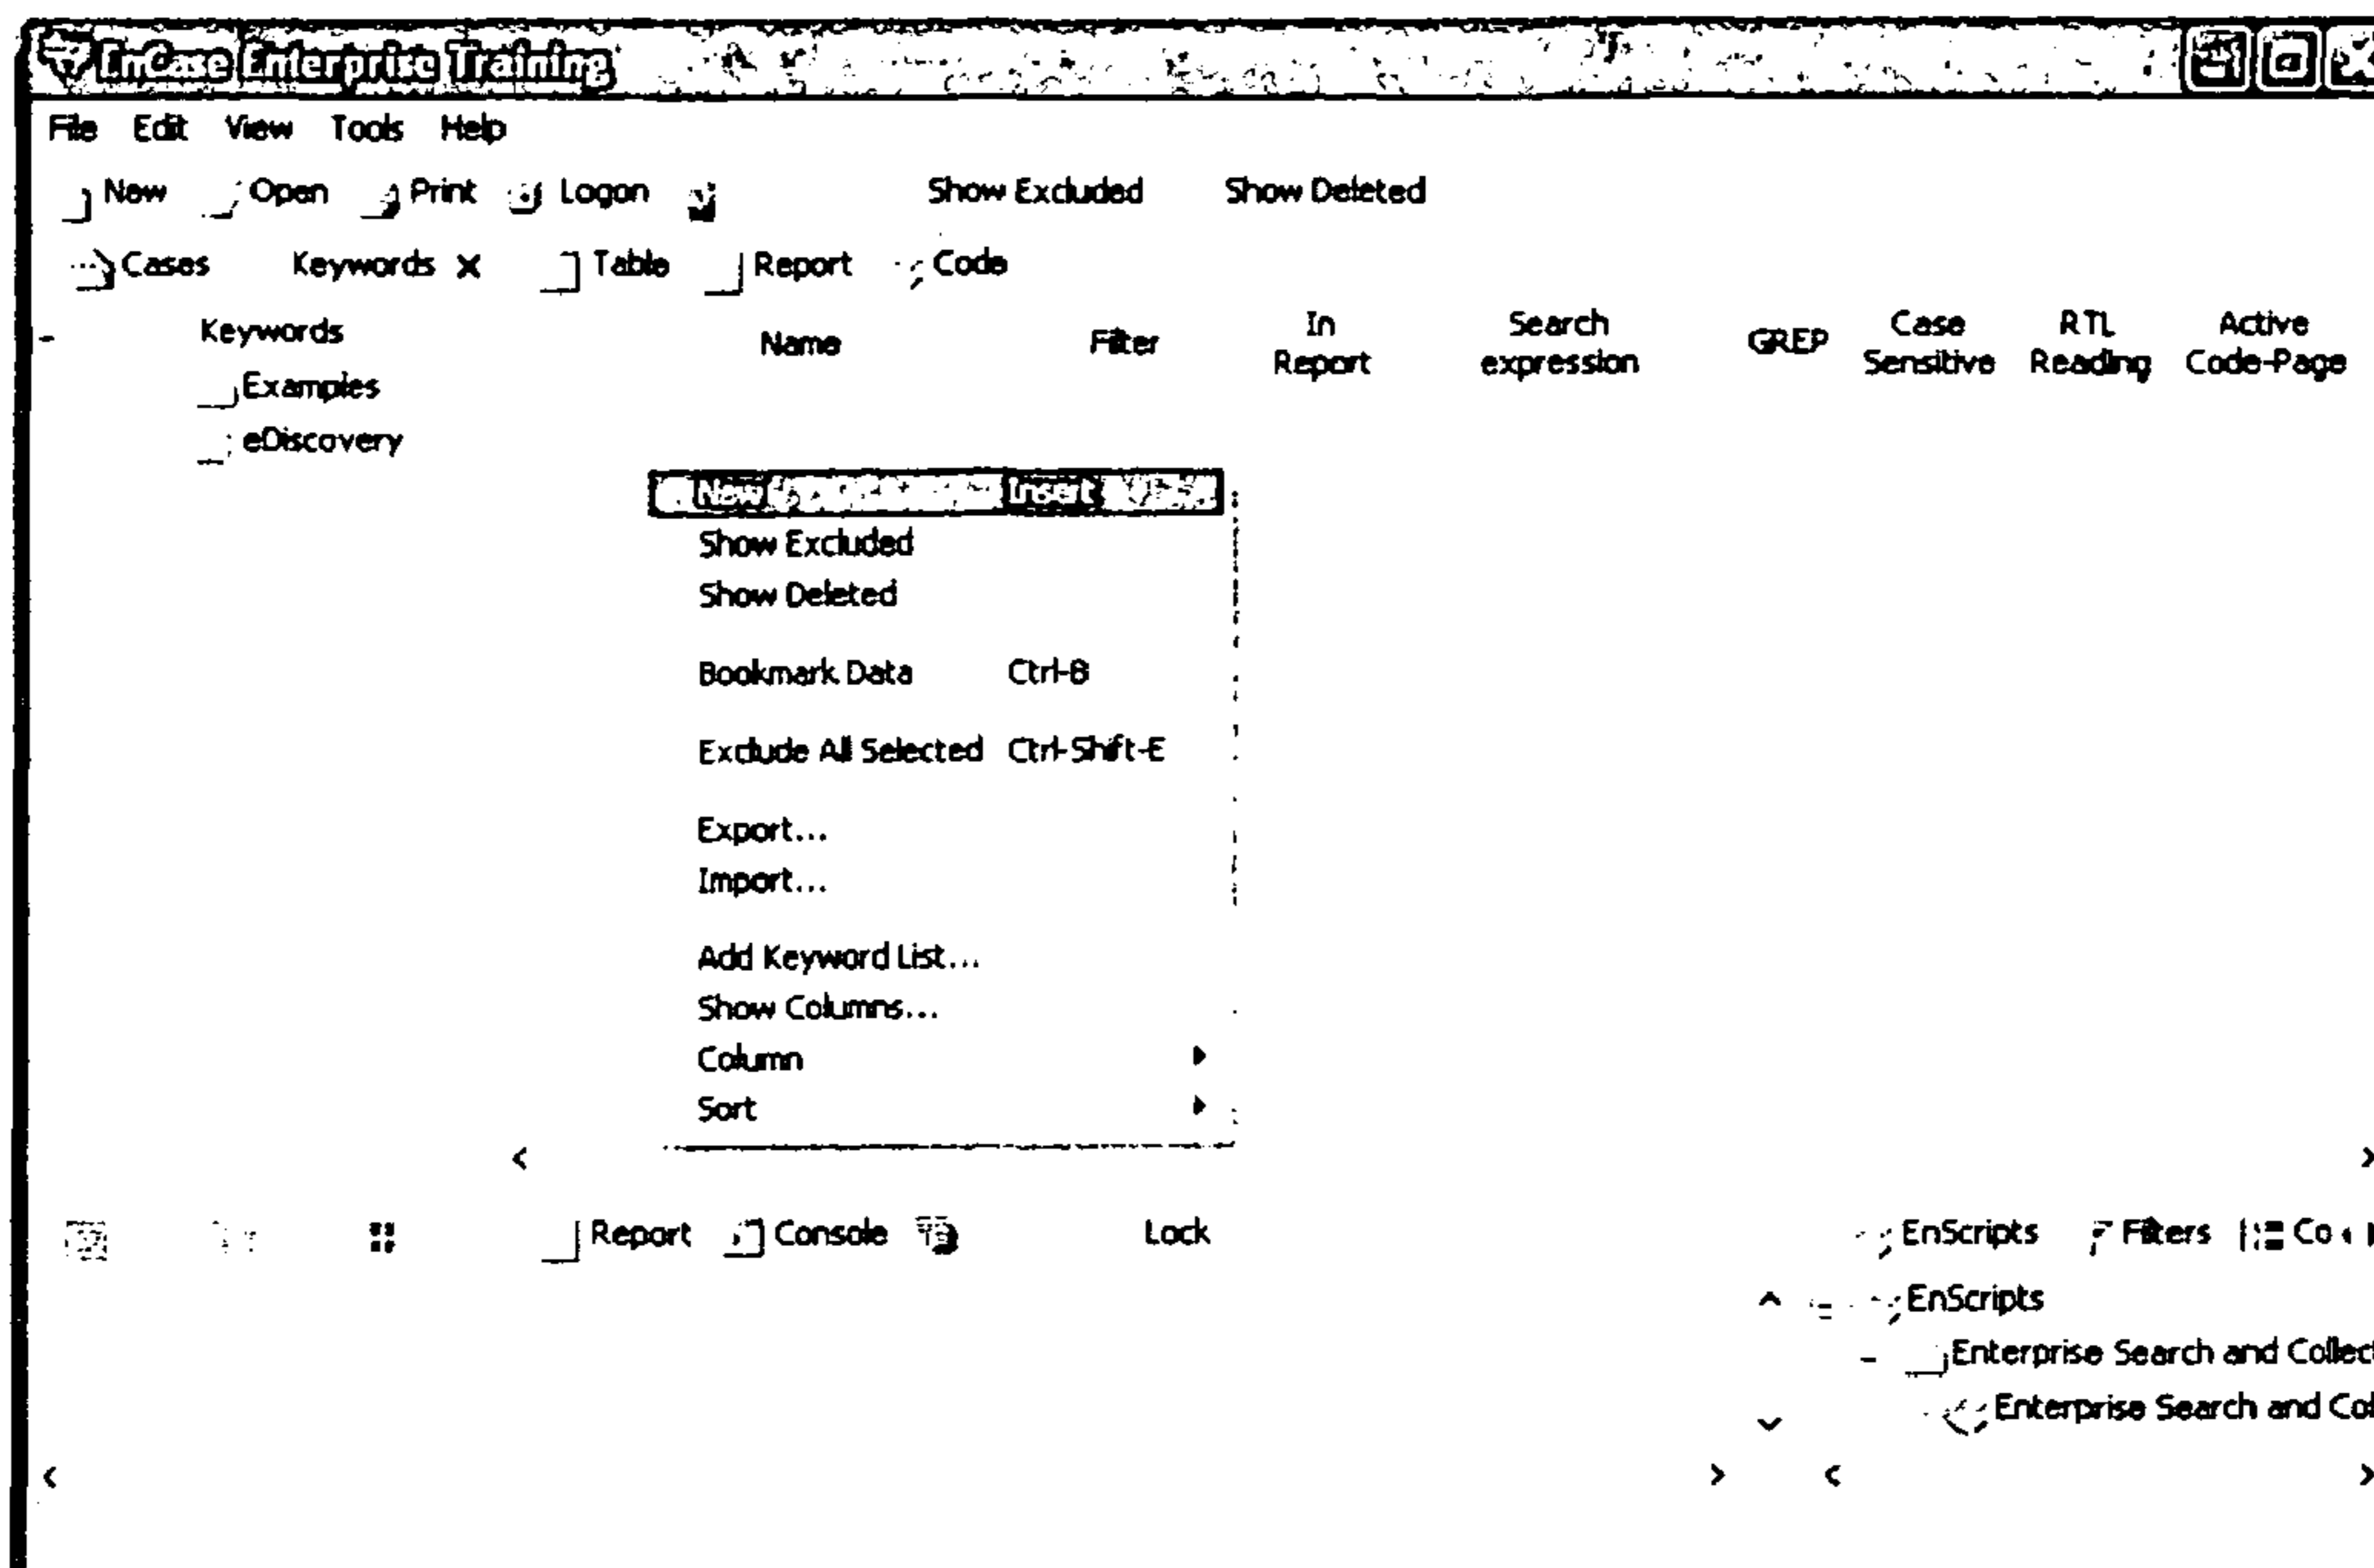 EnCase Enterprise Training
File Edit View Tools Help
New Open Print Logon Show Excluded Show Deleted
Cases Keywords Table Report Code
Keywords
Examples
eDiscovery
Name Filter In Report Search expression GREP Case Sensitive RTL Reading Active Code-Page
New Insert
Show Excluded
Show Deleted
Bookmark Data Ctrl-B
Exclude All Selected Ctrl-Shift-E
Export...
Import...
Add Keyword List...
Show Columns...
Column
Sort
Report Console Lock
EnScripts Filters Co
EnScripts
Enterprise Search and Collect
Enterprise Search and Col